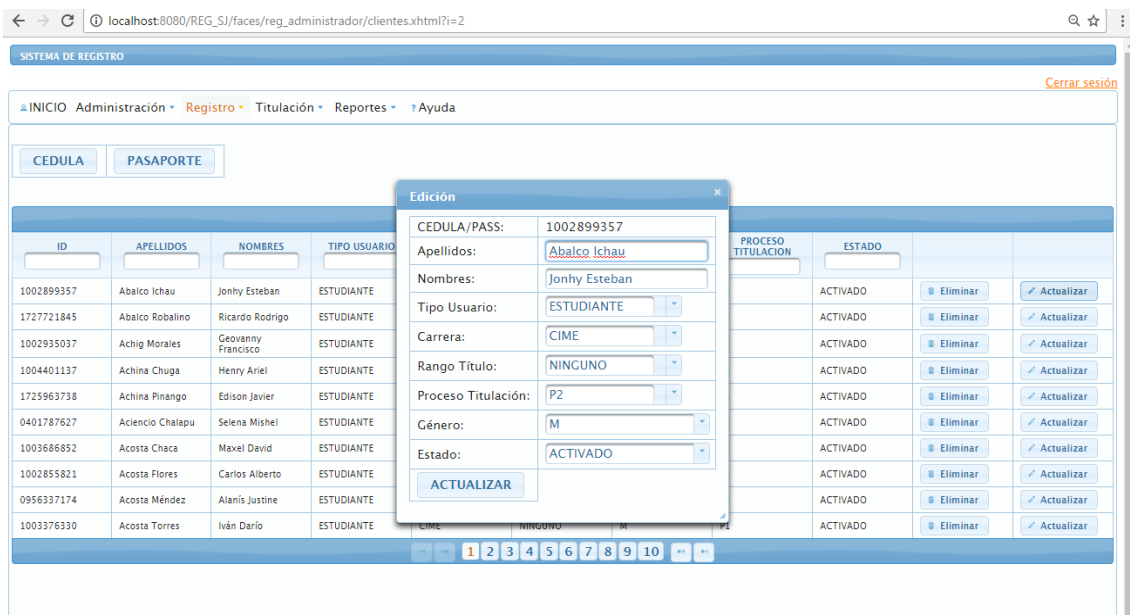 localhost:8080/REG_SJ/faces/reg_administrador/clientes.xhtml?i=2
SISTEMA DE REGISTRO
Cerrar sesión
INICIO Administración Registro Titulación Reportes ? Ayuda
CEDULA PASAPORTE
Edición
CEDULA/PASS: 1002899357
Apellidos: Abalco Ichau
Nombres: Jonhy Esteban
Tipo Usuario: ESTUDIANTE
Carrera: CIME
Rango Título: NINGUNO
Proceso Titulación: P2
Género: M
Estado: ACTIVADO
ACTUALIZAR
ID APELLIDOS NOMBRES TIPO USUARIO PROCESO TITULACION ESTADO
1002899357 Abalco Ichau Jonhy Esteban ESTUDIANTE ACTIVADO Eliminar Actualizar
1727721845 Abalco Robalino Ricardo Rodrigo ESTUDIANTE ACTIVADO Eliminar Actualizar
1002935037 Achig Morales Geovanny Francisco ESTUDIANTE ACTIVADO Eliminar Actualizar
1004401137 Achina Chuga Henry Ariel ESTUDIANTE ACTIVADO Eliminar Actualizar
1725963738 Achina Pinango Edison Javier ESTUDIANTE ACTIVADO Eliminar Actualizar
0401787627 Aciencio Chalapu Selena Mishel ESTUDIANTE ACTIVADO Eliminar Actualizar
1003686852 Acosta Chaca Maxel David ESTUDIANTE ACTIVADO Eliminar Actualizar
1002855821 Acosta Flores Carlos Alberto ESTUDIANTE ACTIVADO Eliminar Actualizar
0956337174 Acosta Méndez Alanís Justine ESTUDIANTE ACTIVADO Eliminar Actualizar
1003376330 Acosta Torres Iván Darío ESTUDIANTE CIME NINGUNO M P1 ACTIVADO Eliminar Actualizar
1 2 3 4 5 6 7 8 9 10